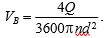 V_B = 4Q / 3600πnd².